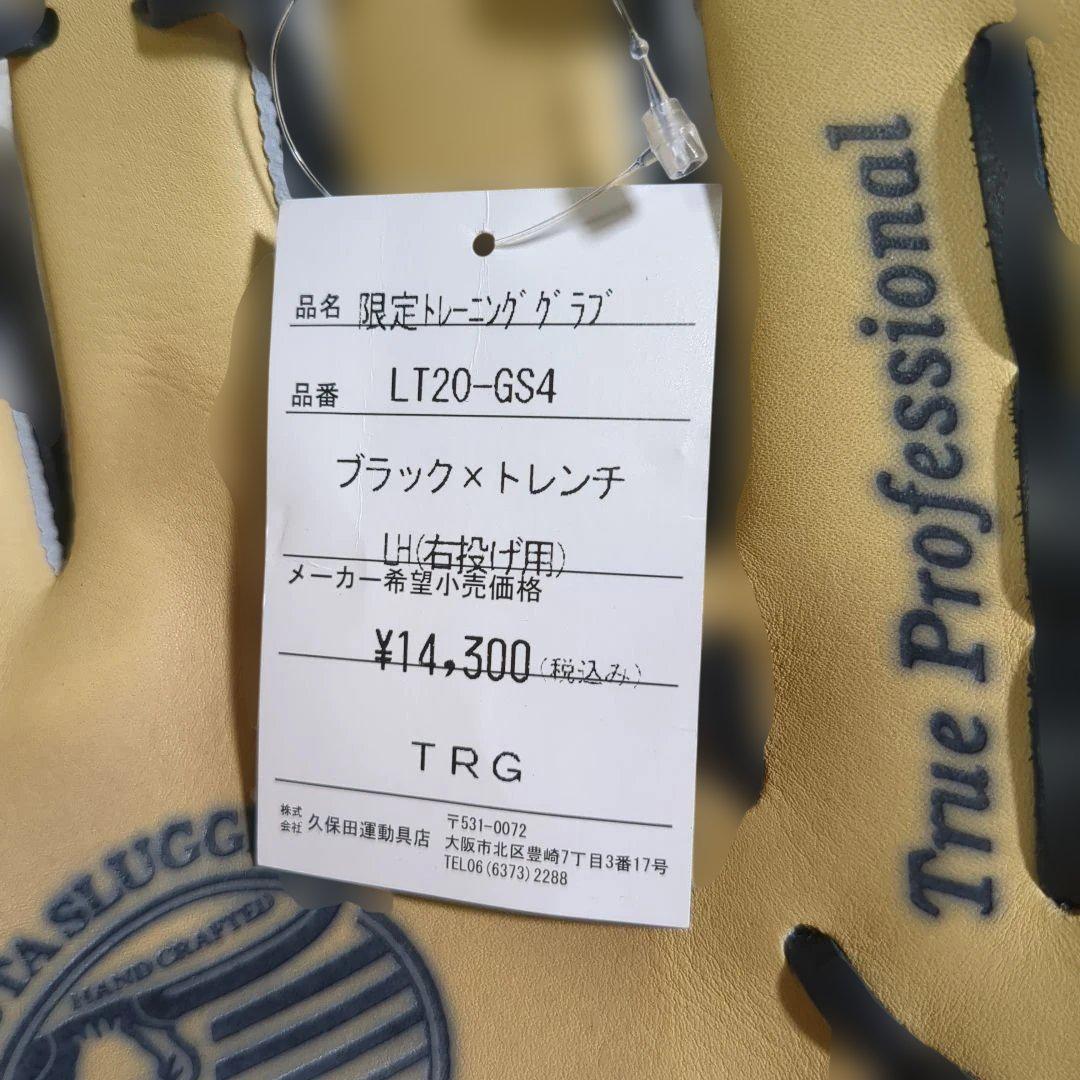 品名 限定ﾄﾚｰﾆﾝｸﾞｸﾞﾗﾌﾞ
品番 LT20-GS4
ブラック×トレンチ
LH(右投げ用)
メーカー希望小売価格
¥14,300(税込み)
TRG
株式会社 久保田運動具店
〒531-0072
大阪市北区豊崎7丁目3番17号
TEL06(6373)2288
True Professional
TA SLUGG
HAND CRAFTED